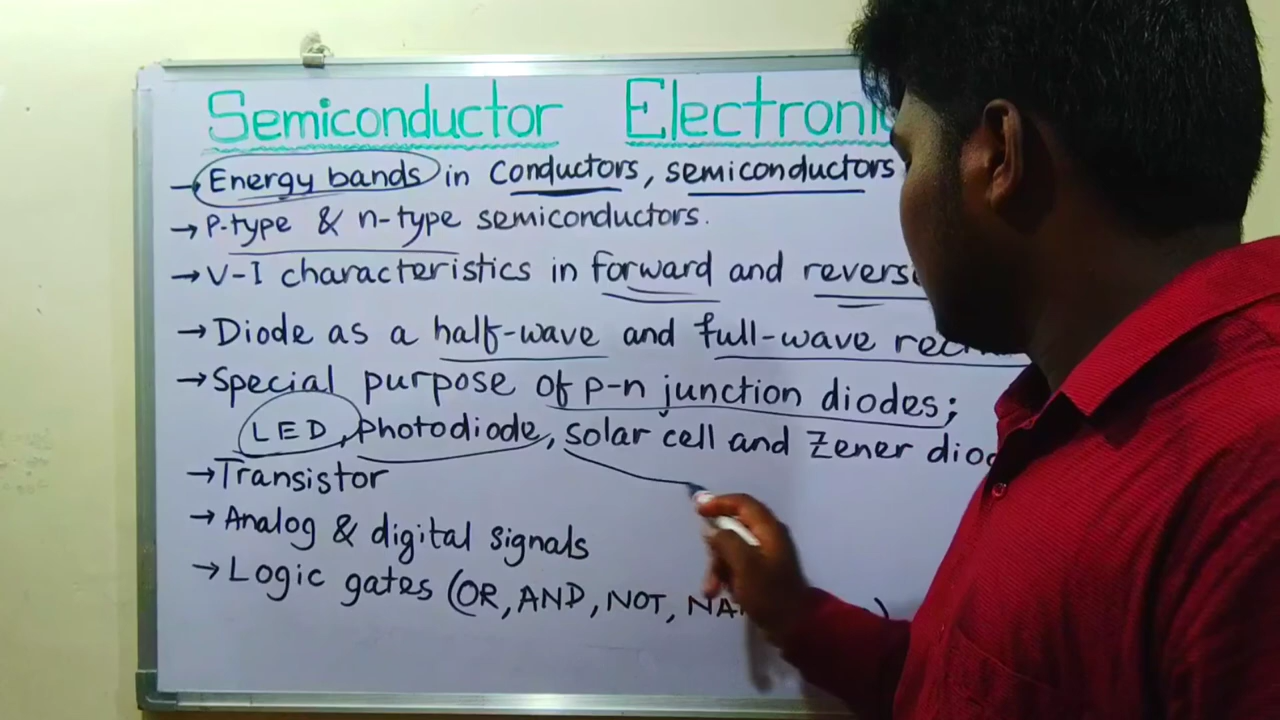 Semiconductor Electroni
→ Energy bands in conductors, semiconductors
→ P-type & n-type semiconductors.
→ V-I characteristics in forward and revers
→ Diode as a half-wave and full-wave rec
→ Special purpose of p-n junction diodes;
LED, photodiode, solar cell and Zener dio
→ Transistor
→ Analog & digital signals
→ Logic gates (OR, AND, NOT, NA )